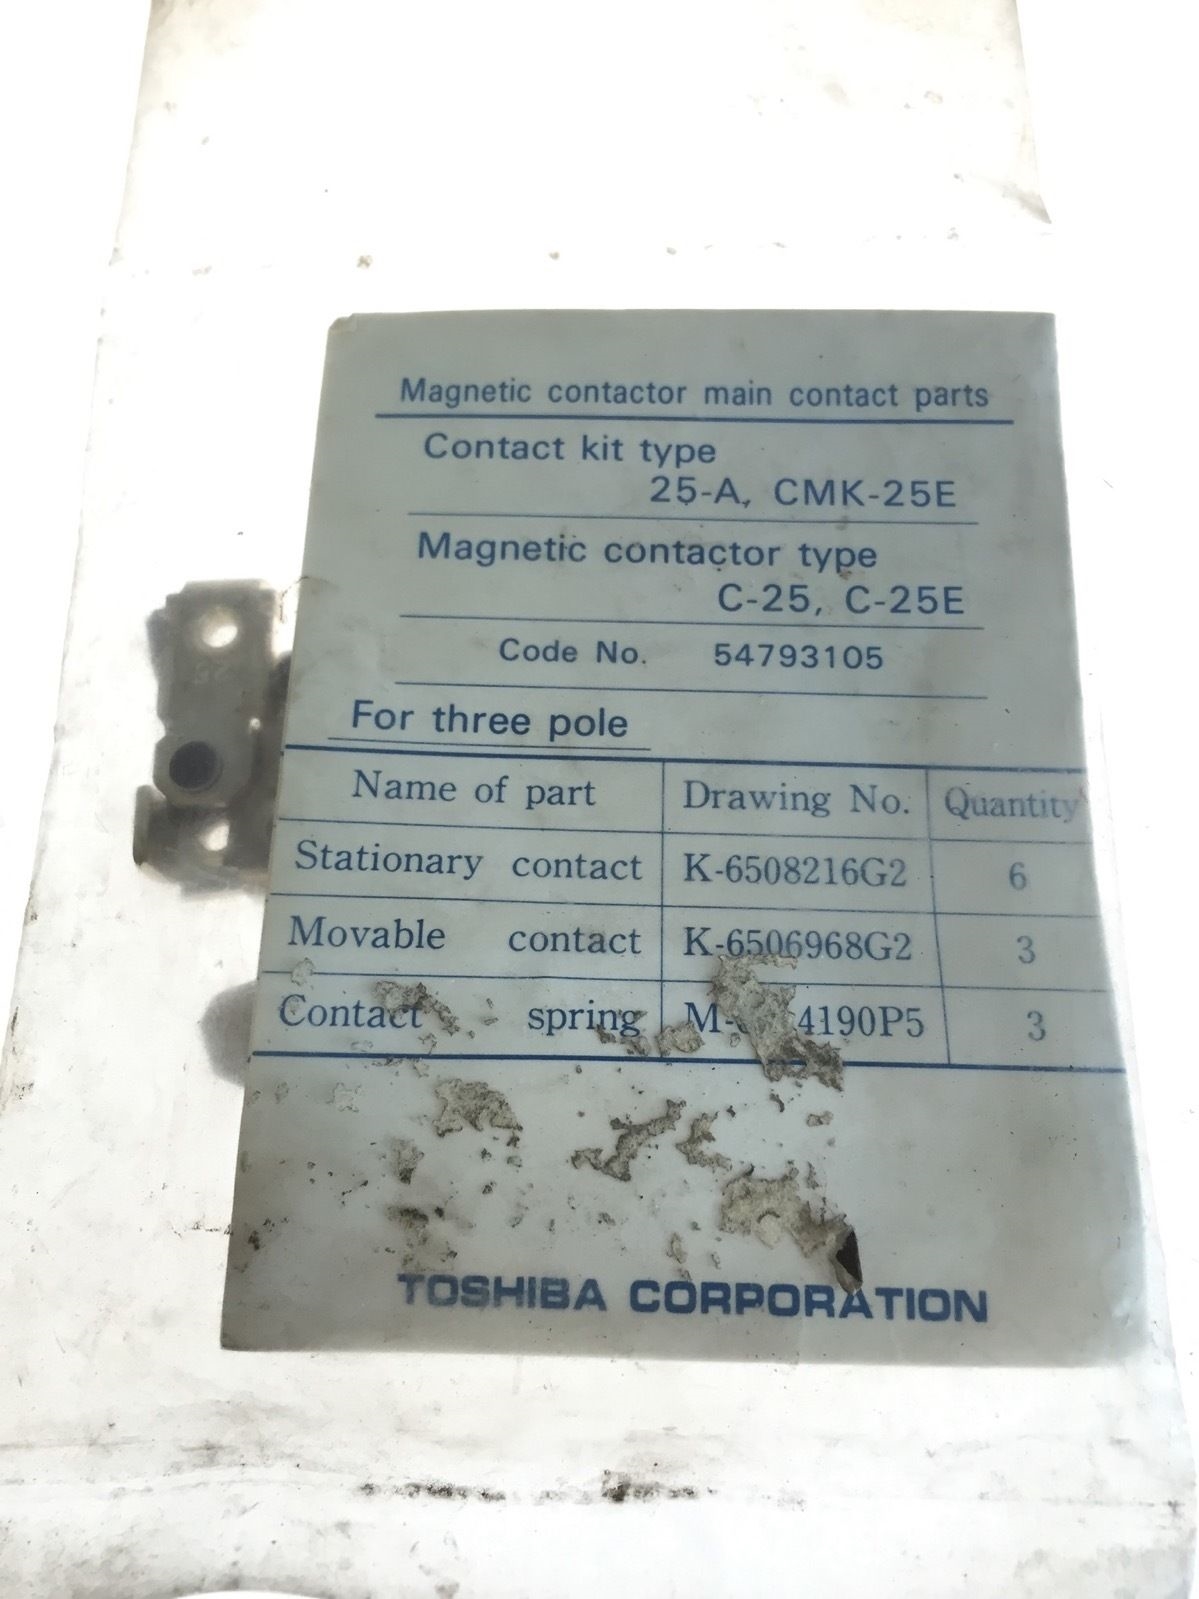 Magnetic contactor main contact parts
Contact kit type
25-A, CMK-25E
Magnetic contactor type
C-25, C-25E
Code No. 54793105
For three pole
Name of part Drawing No. Quantity
Stationary contact K-6508216G2 6
Movable contact K-6506968G2 3
Contact spring 3
TOSHIBA CORPORATION